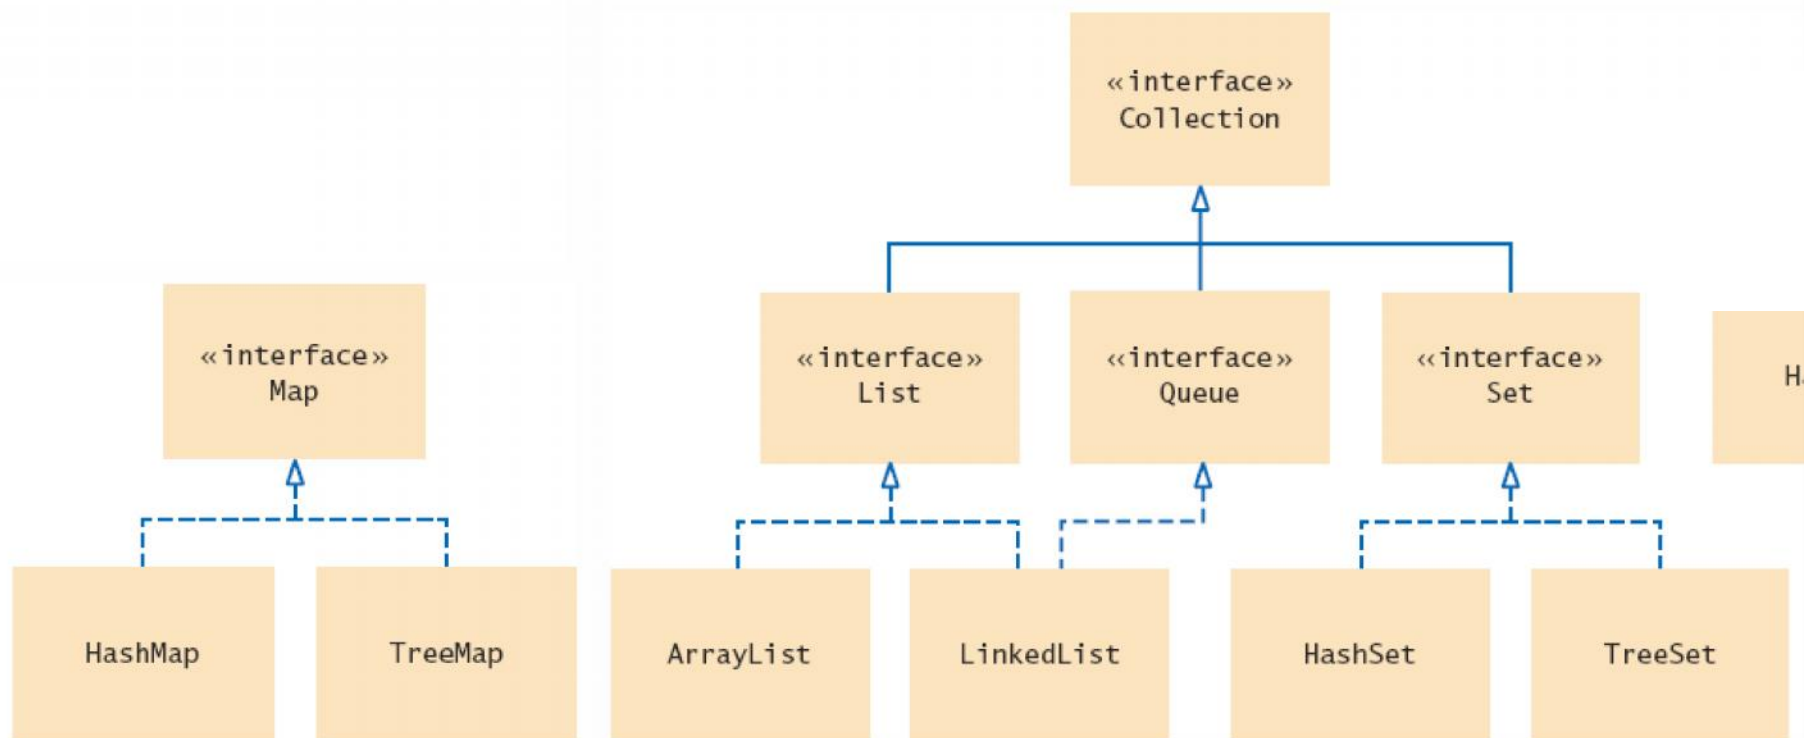 «interface»
Collection
«interface»
Map
«interface»
List
«interface»
Queue
«interface»
Set
HashMap
TreeMap
ArrayList
LinkedList
HashSet
TreeSet